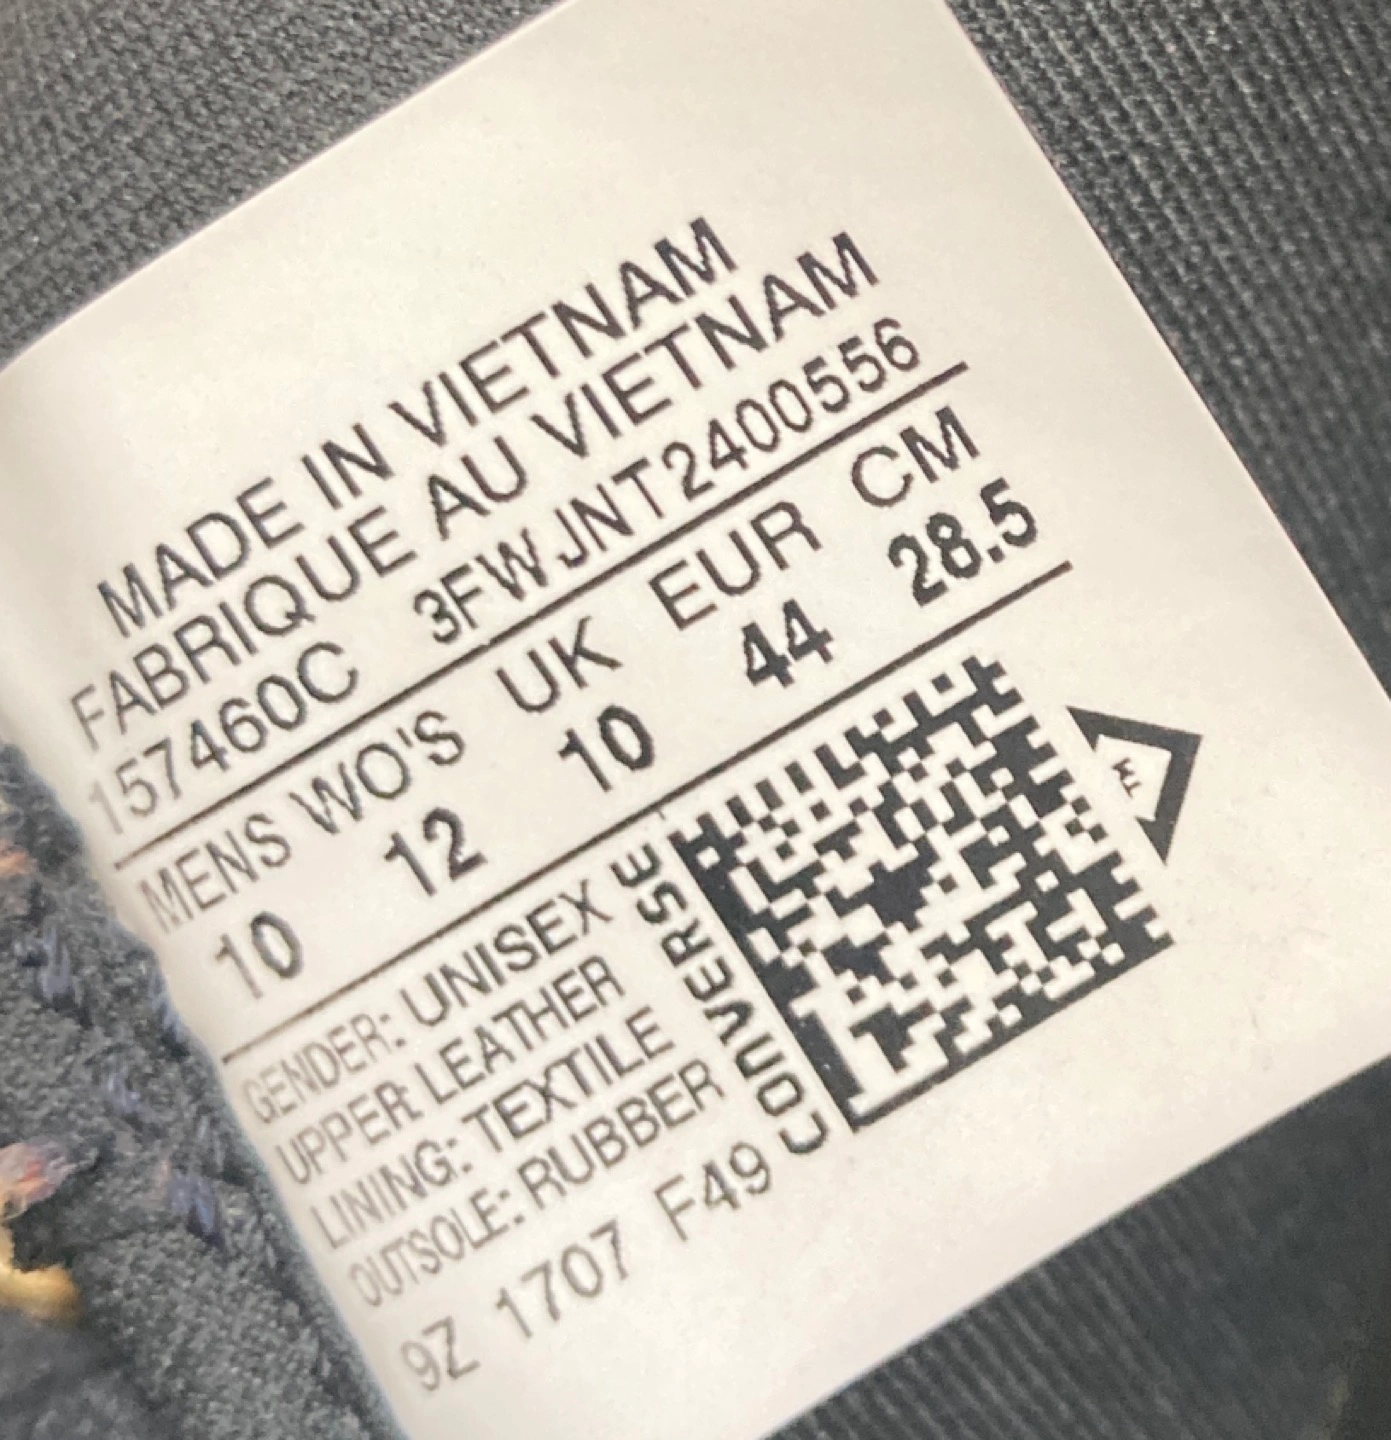 MADE IN VIETNAM
FABRIQUE AU VIETNAM
157460C 3FWJNT2400556
MENS WO'S UK EUR CM
10 12 10 44 28.5
GENDER: UNISEX
UPPER: LEATHER
LINING: TEXTILE
OUTSOLE: RUBBER
9Z 1707 F49
CONVERSE